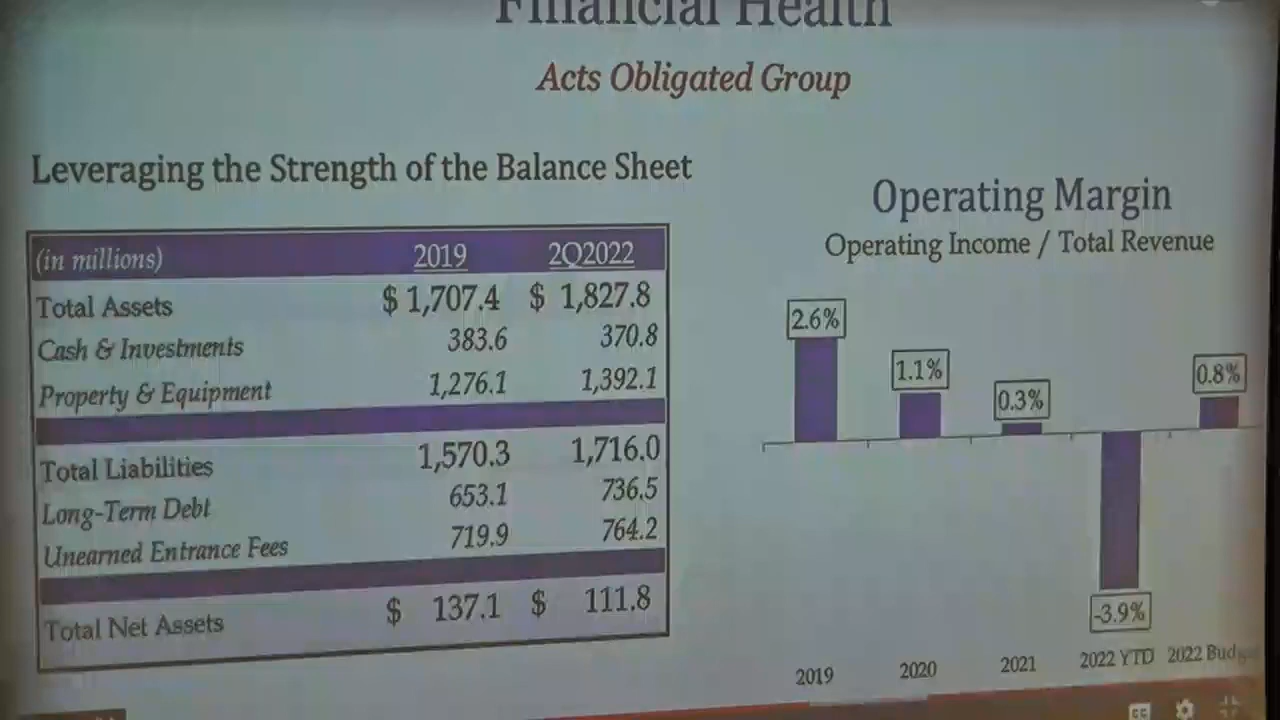 Financial Health
Acts Obligated Group
Leveraging the Strength of the Balance Sheet
(in millions) 2019 2Q2022
Total Assets $ 1,707.4 $ 1,827.8
Cash & Investments 383.6 370.8
Property & Equipment 1,276.1 1,392.1
Total Liabilities 1,570.3 1,716.0
Long-Term Debt 653.1 736.5
Unearned Entrance Fees 719.9 764.2
Total Net Assets $ 137.1 $ 111.8
Operating Margin
Operating Income / Total Revenue
2.6%
1.1%
0.3%
-3.9%
0.8%
2019 2020 2021 2022 YTD 2022 Budg
CC